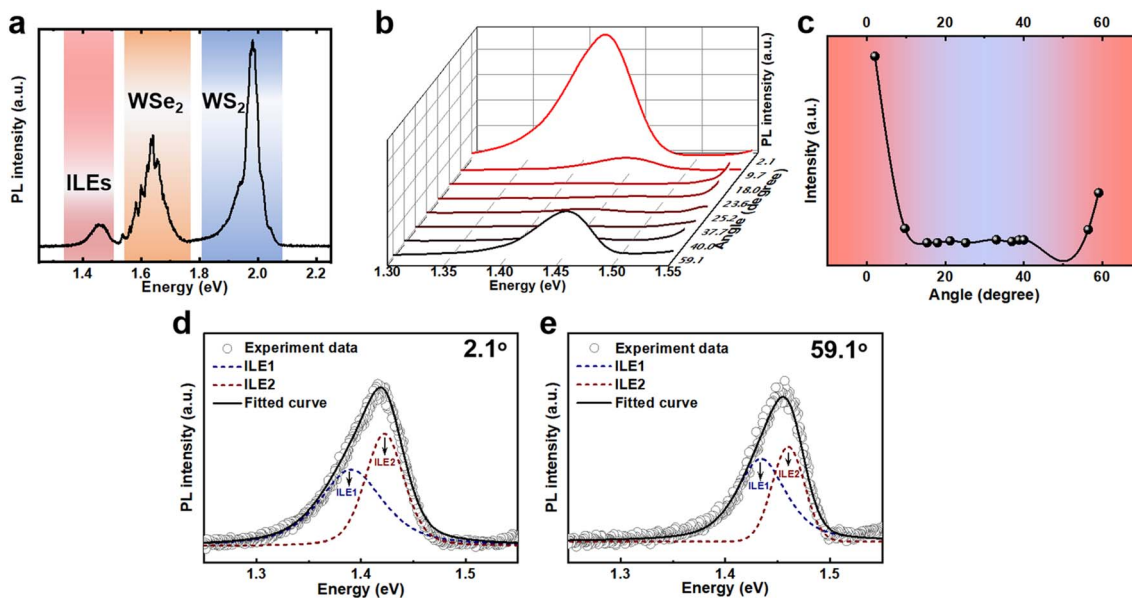 a
PL intensity (a.u.)
ILEs
WSe₂
WS₂
1.4 1.6 1.8 2.0 2.2
Energy (eV)
b
PL intensity (a.u.)
2.1
9.7
18.0
23.6
25.2
37.7
40.0
59.1
Angle (degree)
1.30 1.35 1.40 1.45 1.50 1.55
Energy (eV)
c
0 20 40 60
Intensity (a.u.)
0 20 40 60
Angle (degree)
d
2.1°
Experiment data
ILE1
ILE2
Fitted curve
PL intensity (a.u.)
ILE1
ILE2
1.3 1.4 1.5
Energy (eV)
e
59.1°
Experiment data
ILE1
ILE2
Fitted curve
PL intensity (a.u.)
ILE1
ILE2
1.3 1.4 1.5
Energy (eV)